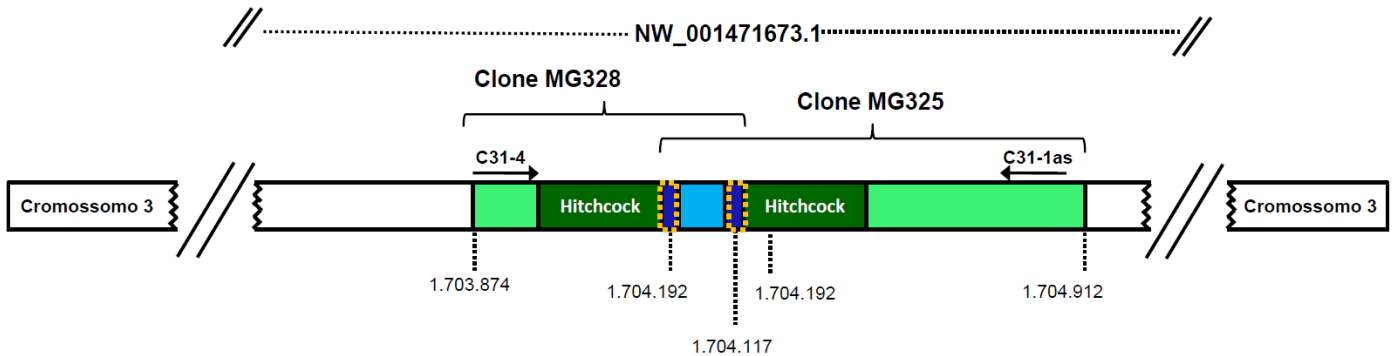 NW_001471673.1
Clone MG328
Clone MG325
C31-4
C31-1as
Cromossomo 3
Hitchcock
Hitchcock
Cromossomo 3
1.703.874
1.704.192
1.704.192
1.704.912
1.704.117